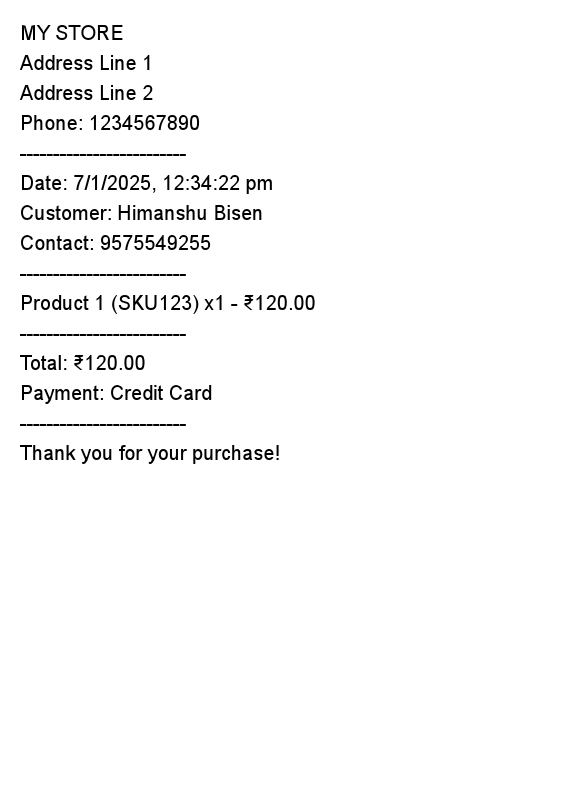 MY STORE
Address Line 1
Address Line 2
Phone: 1234567890
-------------------------
Date: 7/1/2025, 12:34:22 pm
Customer: Himanshu Bisen
Contact: 9575549255
-------------------------
Product 1 (SKU123) x1 - ₹120.00
-------------------------
Total: ₹120.00
Payment: Credit Card
-------------------------
Thank you for your purchase!